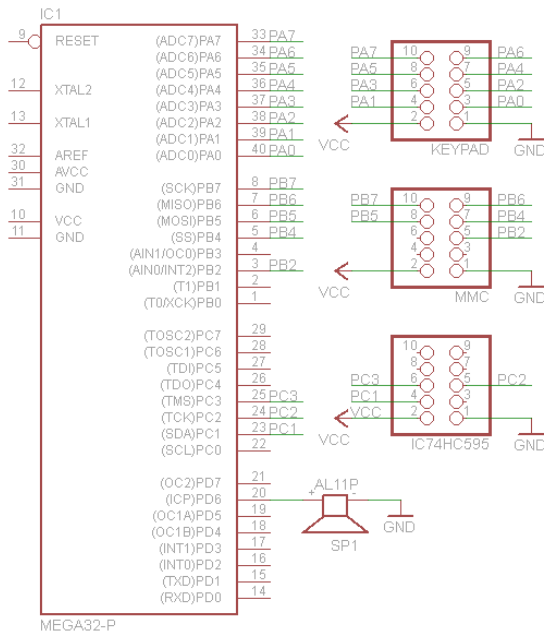 IC1
9 RESET (ADC7)PA7 33 PA7
(ADC6)PA6 34 PA6
(ADC5)PA5 35 PA5
12 XTAL2 (ADC4)PA4 36 PA4
(ADC3)PA3 37 PA3
13 XTAL1 (ADC2)PA2 38 PA2
(ADC1)PA1 39 PA1
32 AREF (ADC0)PA0 40 PA0
30 AVCC
31 GND (SCK)PB7 8 PB7
(MISO)PB6 7 PB6
10 VCC (MOSI)PB5 6 PB5
11 GND (SS)PB4 5 PB4
(AIN1/OC0)PB3 4
(AIN0/INT2)PB2 3 PB2
(T1)PB1 2
(T0/XCK)PB0 1
(TOSC2)PC7 29
(TOSC1)PC6 28
(TDI)PC5 27
(TDO)PC4 26
(TMS)PC3 25 PC3
(TCK)PC2 24 PC2
(SDA)PC1 23 PC1
(SCL)PC0 22
(OC2)PD7 21
(ICP)PD6 20
(OC1A)PD5 19
(OC1B)PD4 18
(INT1)PD3 17
(INT0)PD2 16
(TXD)PD1 15
(RXD)PD0 14
MEGA32-P
PA7 10 9 PA6
PA5 8 7 PA4
PA3 6 5 PA2
PA1 4 3 PA0
2 1
VCC KEYPAD GND
PB7 10 9 PB6
PB5 8 7 PB4
6 5 PB2
4 3
2 1
VCC MMC GND
10 9
8 7
PC3 6 5 PC2
PC1 4 3
VCC 2 1
VCC IC74HC595 GND
AL11P
+ -
GND
SP1